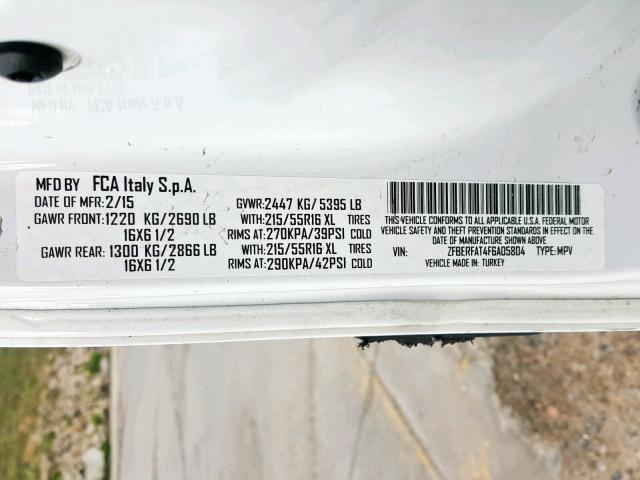 MFD BY FCA Italy S.p.A.
DATE OF MFR: 2/15 GVWR: 2447 KG/ 5395 LB
GAWR FRONT: 1220 KG/2690 LB WITH: 215/55R16 XL TIRES
16X6 1/2 RIMS AT: 270KPA/39PSI COLD
GAWR REAR: 1300 KG/2866 LB WITH: 215/55R16 XL TIRES
16X6 1/2 RIMS AT: 290KPA/42PSI COLD
THIS VEHICLE CONFORMS TO ALL APPLICABLE U.S.A. FEDERAL MOTOR
VEHICLE SAFETY AND THEFT PREVENTION STANDARDS IN EFFECT ON
THE DATE OF MANUFACTURE SHOWN ABOVE.
VIN: ZFBERFAT4F6A05804 TYPE: MPV
VEHICLE MADE IN: TURKEY